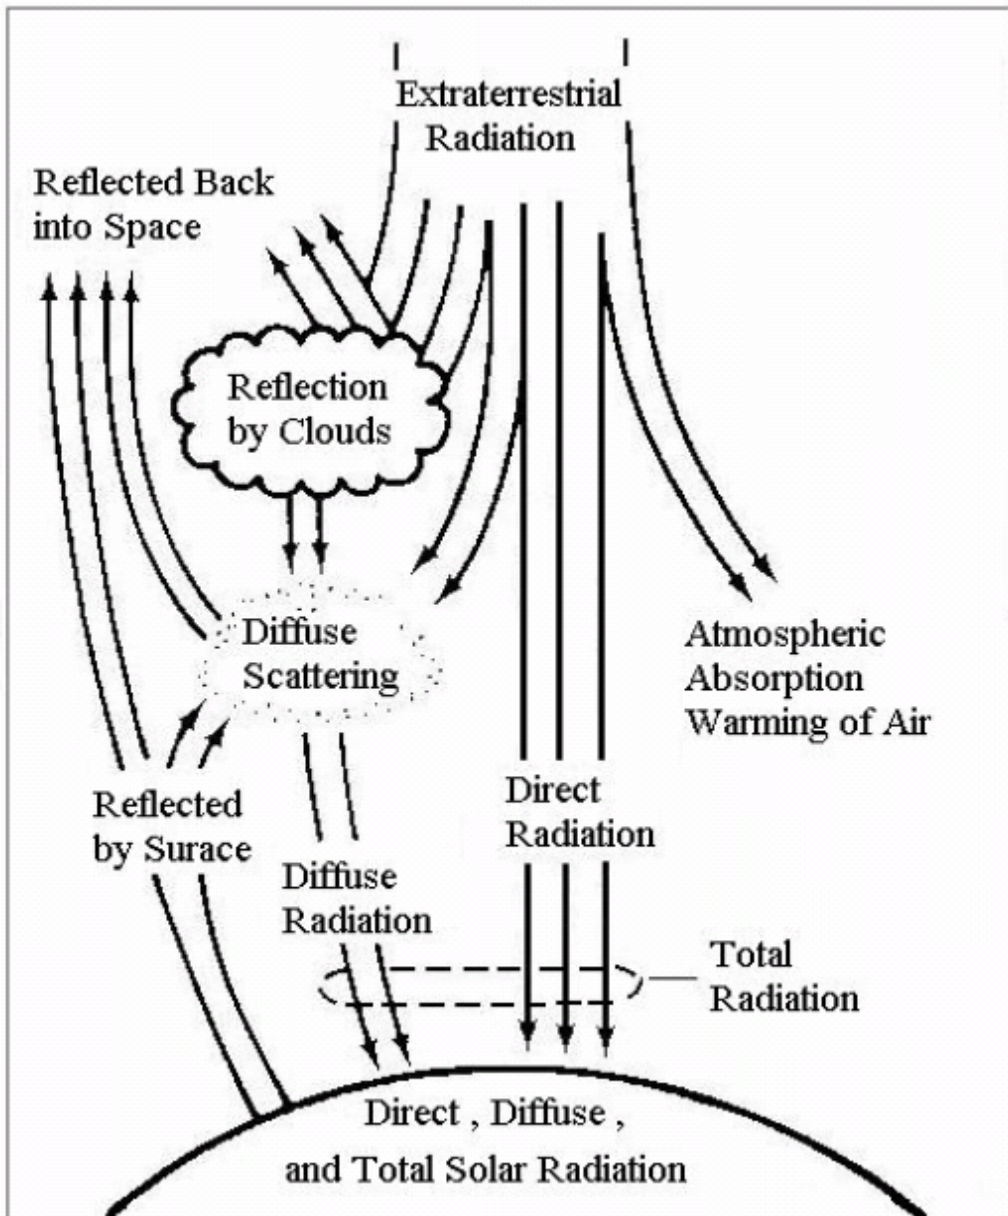 Extraterrestrial
Radiation
Reflected Back
into Space
Reflection
by Clouds
Diffuse
Scattering
Atmospheric
Absorption
Warming of Air
Reflected
by Surace
Direct
Radiation
Diffuse
Radiation
Total
Radiation
Direct , Diffuse ,
and Total Solar Radiation